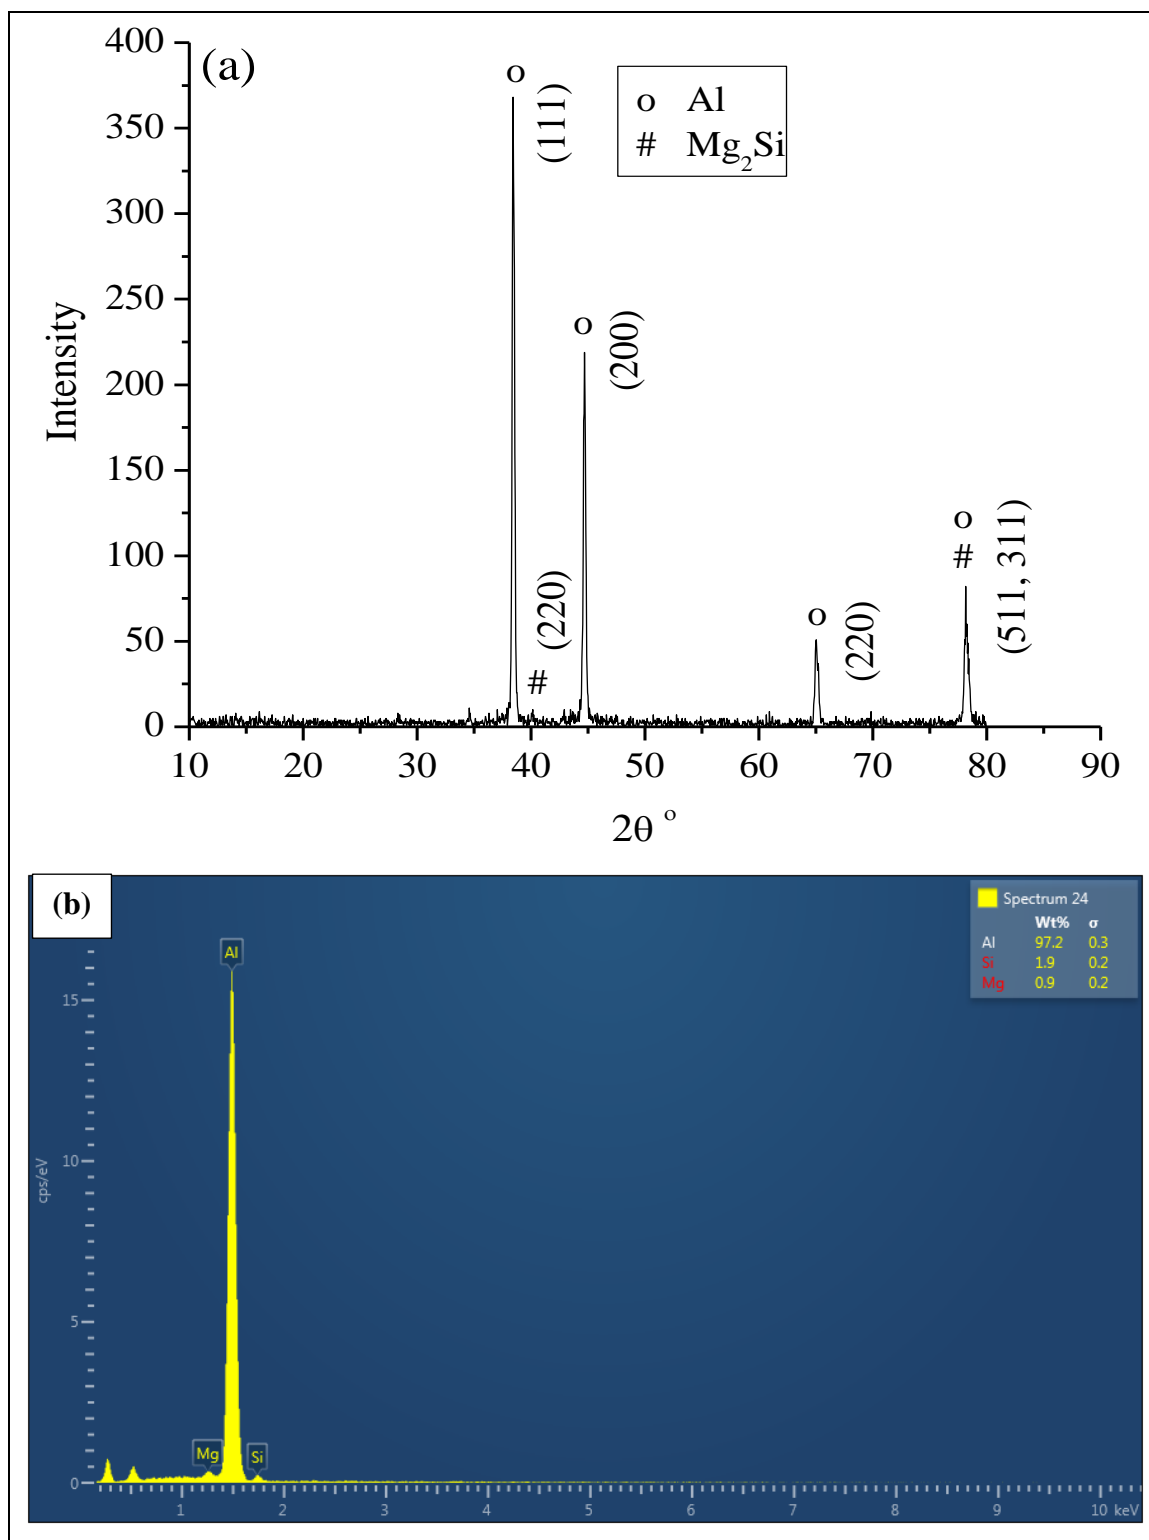 (a)
400
350
300
250
200
150
100
50
0
Intensity
o
(111)
o Al
# Mg₂Si
o
(200)
(220)
#
o
(220)
o
#
(511, 311)
10 20 30 40 50 60 70 80 90
2θ °
(b)
Spectrum 24
Wt% σ
Al 97.2 0.3
Si 1.9 0.2
Mg 0.9 0.2
Al
15
10
cps/eV
5
Mg
Si
0
1 2 3 4 5 6 7 8 9 10 keV